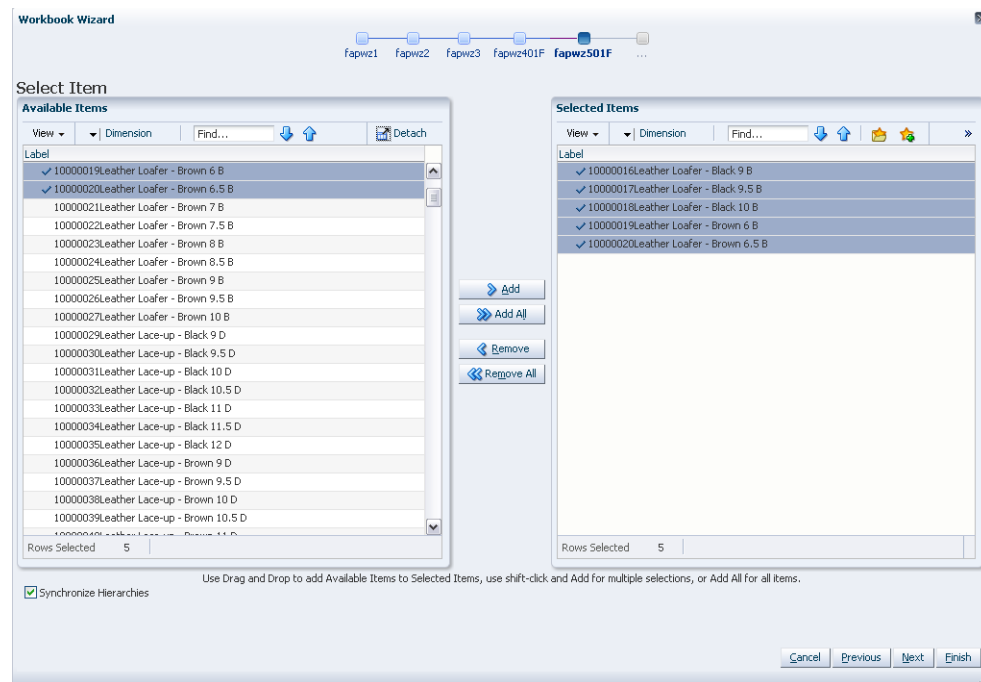 Workbook Wizard
fapwz1 fapwz2 fapwz3 fapwz401F fapwz501F ...
Select Item
Available Items
View Dimension Find... Detach
Label
10000019Leather Loafer - Brown 6 B
10000020Leather Loafer - Brown 6.5 B
10000021Leather Loafer - Brown 7 B
10000022Leather Loafer - Brown 7.5 B
10000023Leather Loafer - Brown 8 B
10000024Leather Loafer - Brown 8.5 B
10000025Leather Loafer - Brown 9 B
10000026Leather Loafer - Brown 9.5 B
10000027Leather Loafer - Brown 10 B
10000029Leather Lace-up - Black 9 D
10000030Leather Lace-up - Black 9.5 D
10000031Leather Lace-up - Black 10 D
10000032Leather Lace-up - Black 10.5 D
10000033Leather Lace-up - Black 11 D
10000034Leather Lace-up - Black 11.5 D
10000035Leather Lace-up - Black 12 D
10000036Leather Lace-up - Brown 9 D
10000037Leather Lace-up - Brown 9.5 D
10000038Leather Lace-up - Brown 10 D
10000039Leather Lace-up - Brown 10.5 D
10000040Leather Lace-up - Brown 11 D
Rows Selected 5
Add
Add All
Remove
Remove All
Selected Items
View Dimension Find... »
Label
10000016Leather Loafer - Black 9 B
10000017Leather Loafer - Black 9.5 B
10000018Leather Loafer - Black 10 B
10000019Leather Loafer - Brown 6 B
10000020Leather Loafer - Brown 6.5 B
Rows Selected 5
Use Drag and Drop to add Available Items to Selected Items, use shift-click and Add for multiple selections, or Add All for all items.
Synchronize Hierarchies
Cancel Previous Next Finish